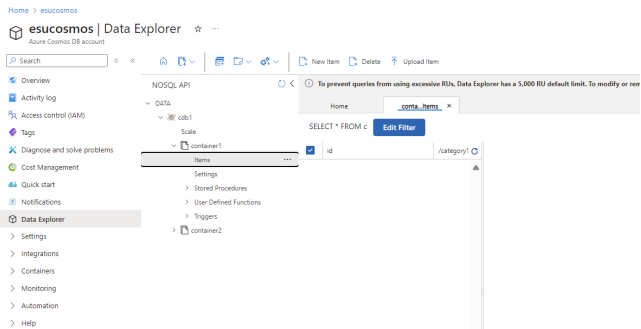 Home > esucosmos
esucosmos | Data Explorer
Azure Cosmos DB account
Search
Overview
Activity log
Access control (IAM)
Tags
Diagnose and solve problems
Cost Management
Quick start
Notifications
Data Explorer
Settings
Integrations
Containers
Monitoring
Automation
Help
NOSQL API
DATA
cdb1
Scale
container1
Items
Settings
Stored Procedures
User Defined Functions
Triggers
container2
New Item
Delete
Upload Item
To prevent queries from using excessive RUs, Data Explorer has a 5,000 RU default limit. To modify or rem
Home
conta...Items
SELECT * FROM c
Edit Filter
id
/category1